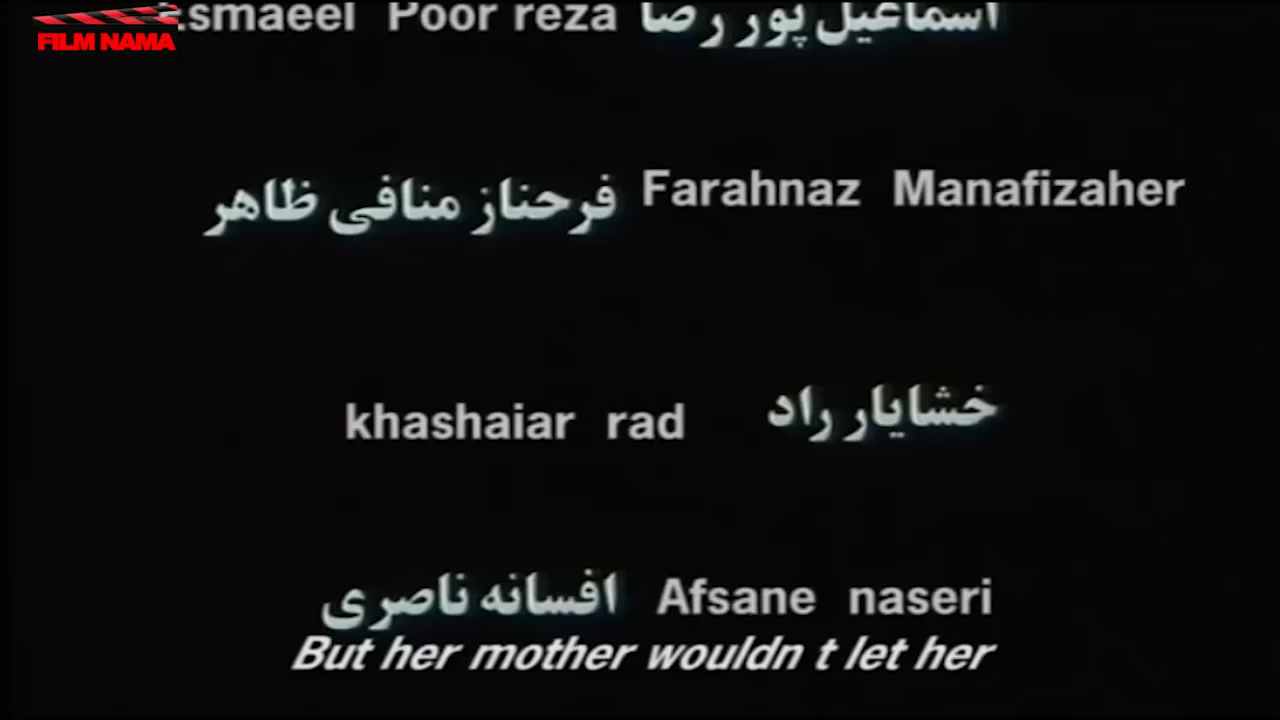 FILM NAMA
Esmaeel Poor reza اسماعیل پور رضا
فرحناز منافی ظاهر Farahnaz Manafizaher
khashaiar rad خشایار راد
افسانه ناصری Afsane naseri
But her mother wouldn t let her